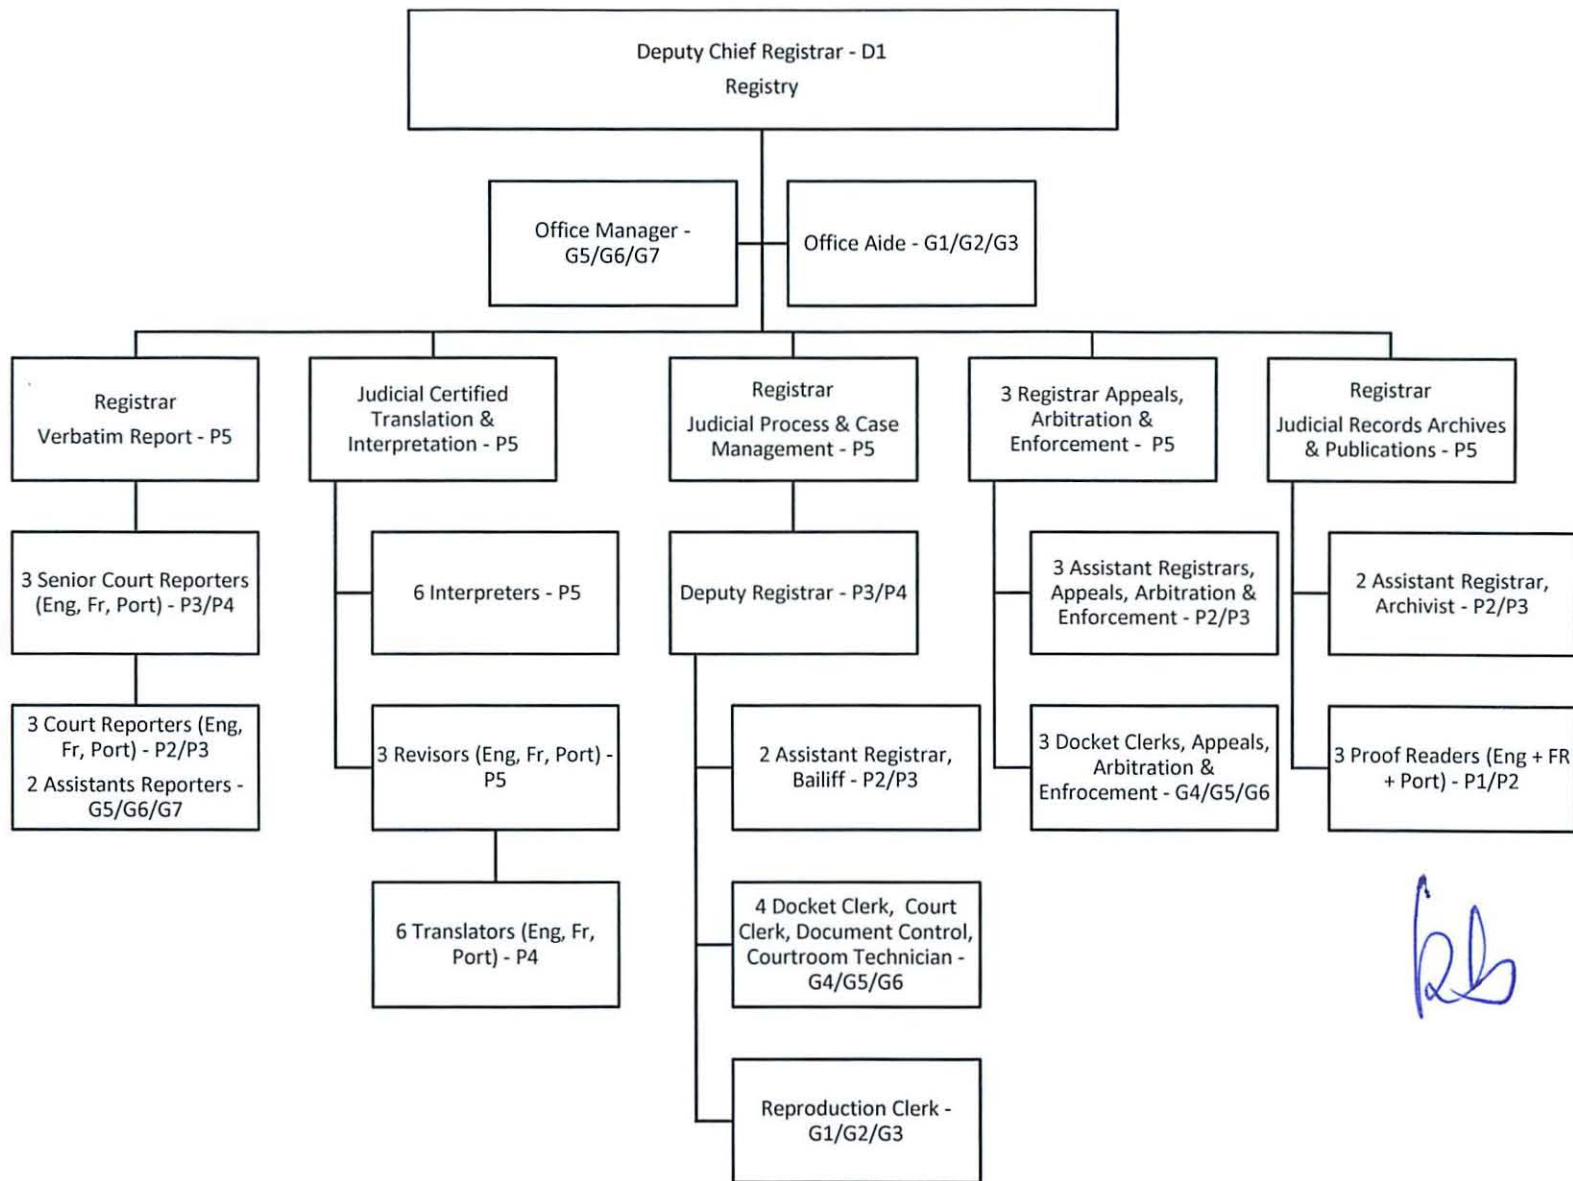 Deputy Chief Registrar - D1
Registry
Office Manager -
G5/G6/G7
Office Aide - G1/G2/G3
Registrar
Verbatim Report - P5
Judicial Certified
Translation &
Interpretation - P5
Registrar
Judicial Process & Case
Management - P5
3 Registrar Appeals,
Arbitration &
Enforcement - P5
Registrar
Judicial Records Archives
& Publications - P5
3 Senior Court Reporters
(Eng, Fr, Port) - P3/P4
6 Interpreters - P5
Deputy Registrar - P3/P4
3 Assistant Registrars,
Appeals, Arbitration &
Enforcement - P2/P3
2 Assistant Registrar,
Archivist - P2/P3
3 Court Reporters (Eng,
Fr, Port) - P2/P3
2 Assistants Reporters -
G5/G6/G7
3 Revisors (Eng, Fr, Port) -
P5
2 Assistant Registrar,
Bailiff - P2/P3
3 Docket Clerks, Appeals,
Arbitration &
Enfrocement - G4/G5/G6
3 Proof Readers (Eng + FR
+ Port) - P1/P2
6 Translators (Eng, Fr,
Port) - P4
4 Docket Clerk, Court
Clerk, Document Control,
Courtroom Technician -
G4/G5/G6
Reproduction Clerk -
G1/G2/G3